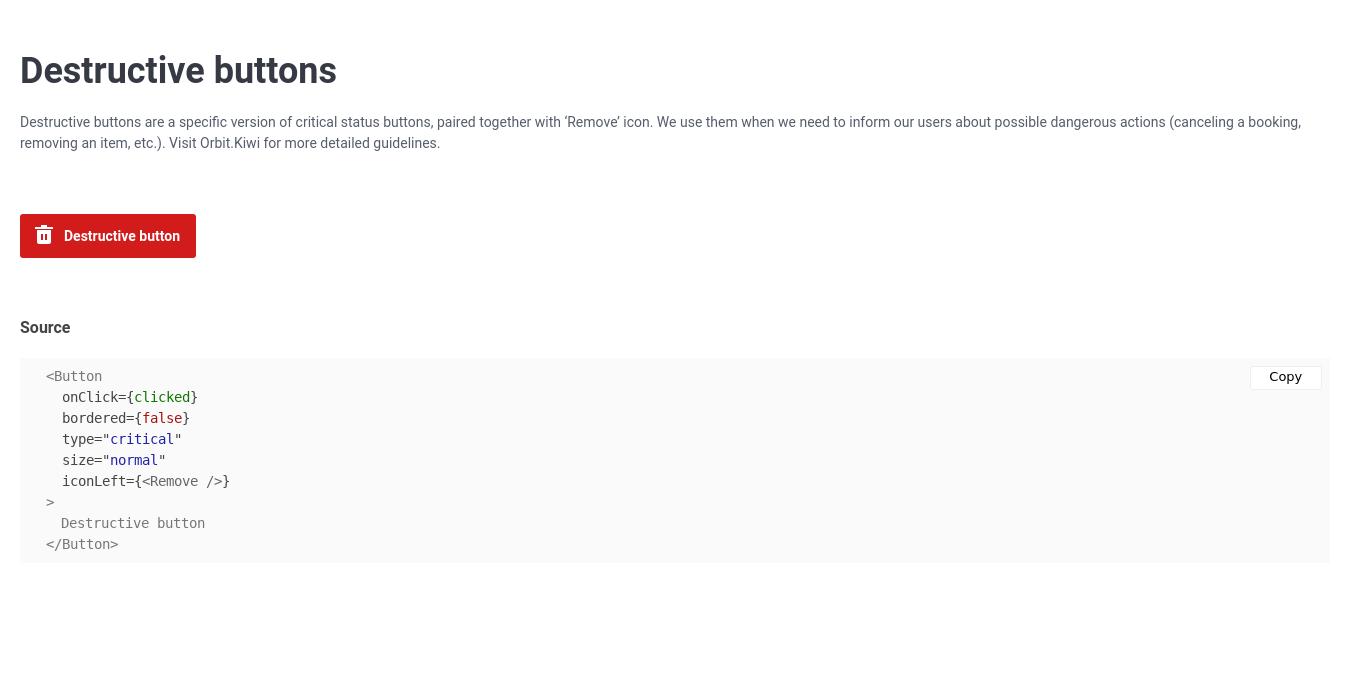 Destructive buttons
Destructive buttons are a specific version of critical status buttons, paired together with ‘Remove’ icon. We use them when we need to inform our users about possible dangerous actions (canceling a booking,
removing an item, etc.). Visit Orbit.Kiwi for more detailed guidelines.
Destructive button
Source
Copy
<Button
  onClick={clicked}
  bordered={false}
  type="critical"
  size="normal"
  iconLeft={<Remove />}
>
  Destructive button
</Button>